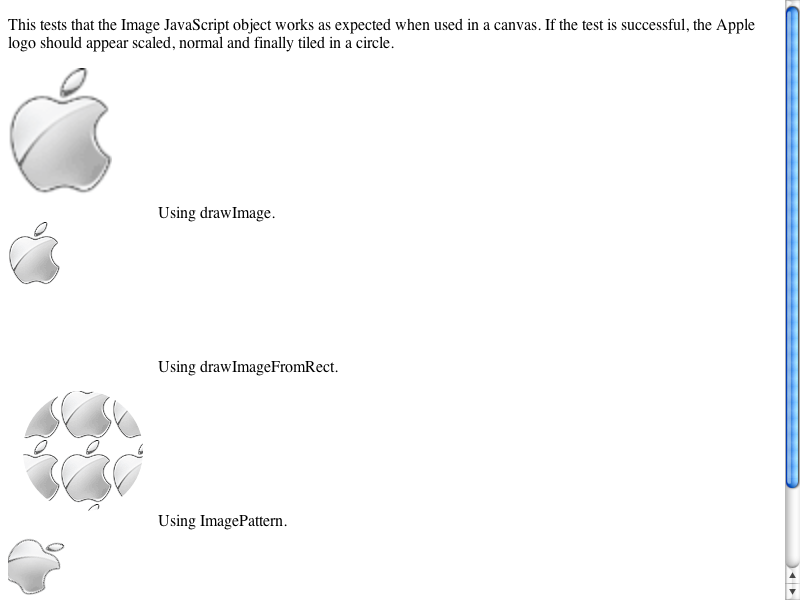 This tests that the Image JavaScript object works as expected when used in a canvas. If the test is successful, the Apple
logo should appear scaled, normal and finally tiled in a circle.
Using drawImage.
Using drawImageFromRect.
Using ImagePattern.